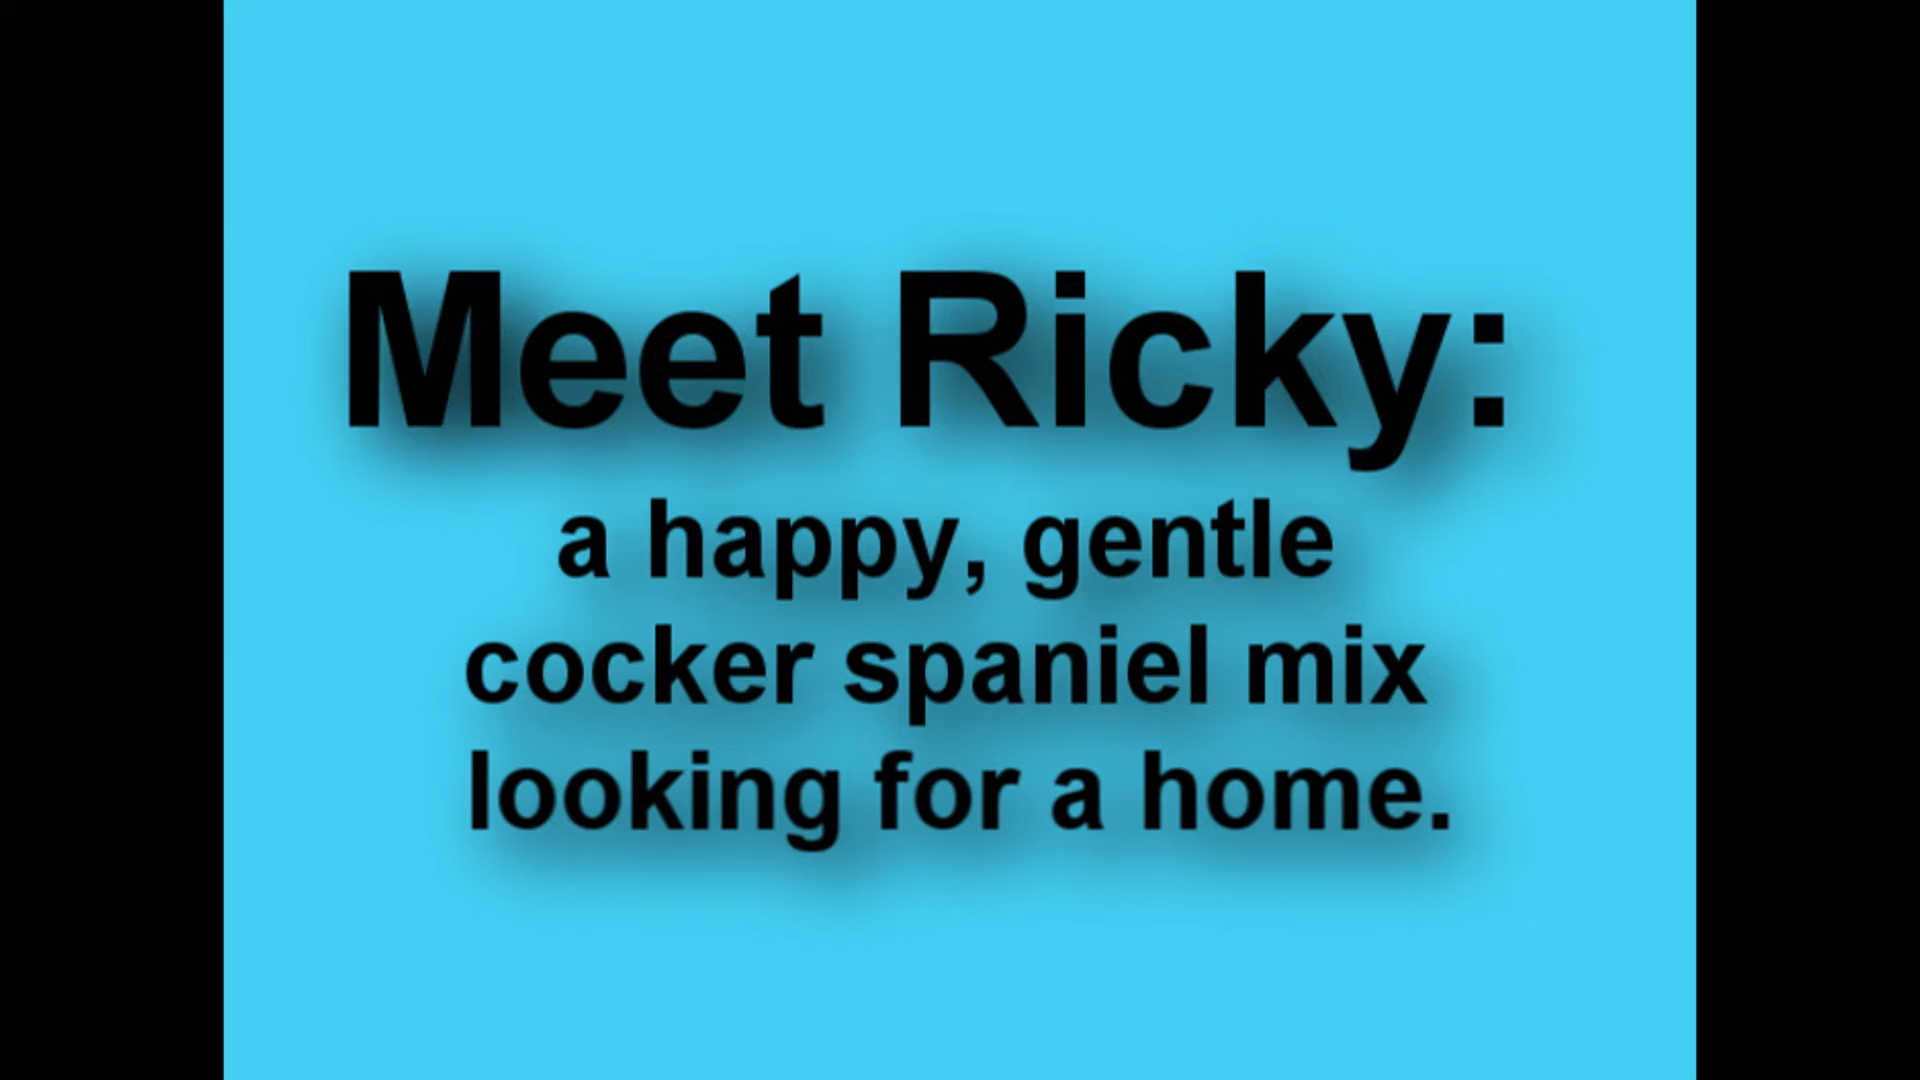 Meet Ricky:
a happy, gentle
cocker spaniel mix
looking for a home.